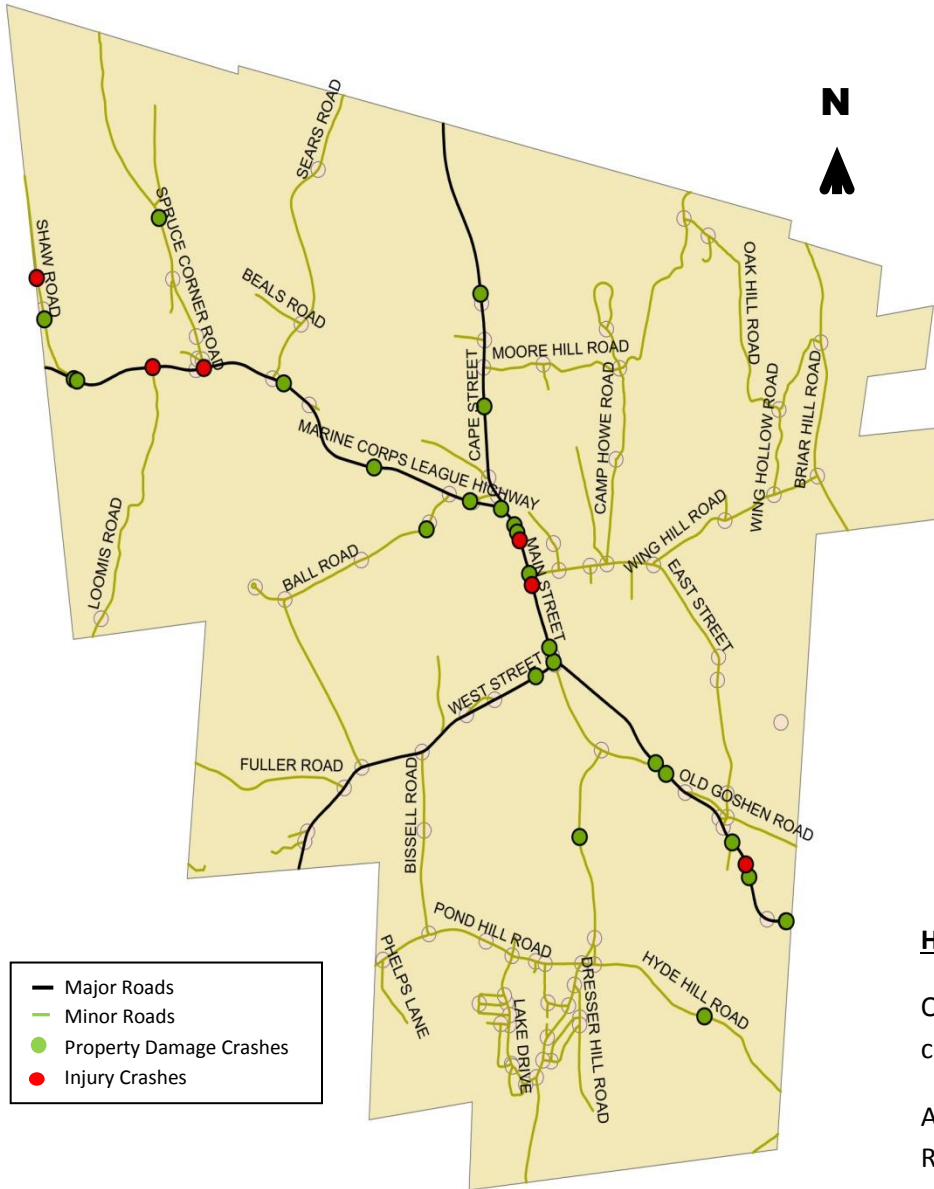 N
SEARS ROAD
SPRUCE CORNER ROAD
SHAW ROAD
BEALS ROAD
OAK HILL ROAD
MOORE HILL ROAD
CAPE STREET
CAMP HOWE ROAD
WING HOLLOW ROAD
BRIAR HILL ROAD
MARINE CORPS LEAGUE HIGHWAY
LOOMIS ROAD
BALL ROAD
MAIN STREET
WING HILL ROAD
EAST STREET
WEST STREET
FULLER ROAD
BISSELL ROAD
OLD GOSHEN ROAD
POND HILL ROAD
PHELPS LANE
LAKE DRIVE
DRESSER HILL ROAD
HYDE HILL ROAD
Major Roads
Minor Roads
Property Damage Crashes
Injury Crashes
H
C
c
A
R